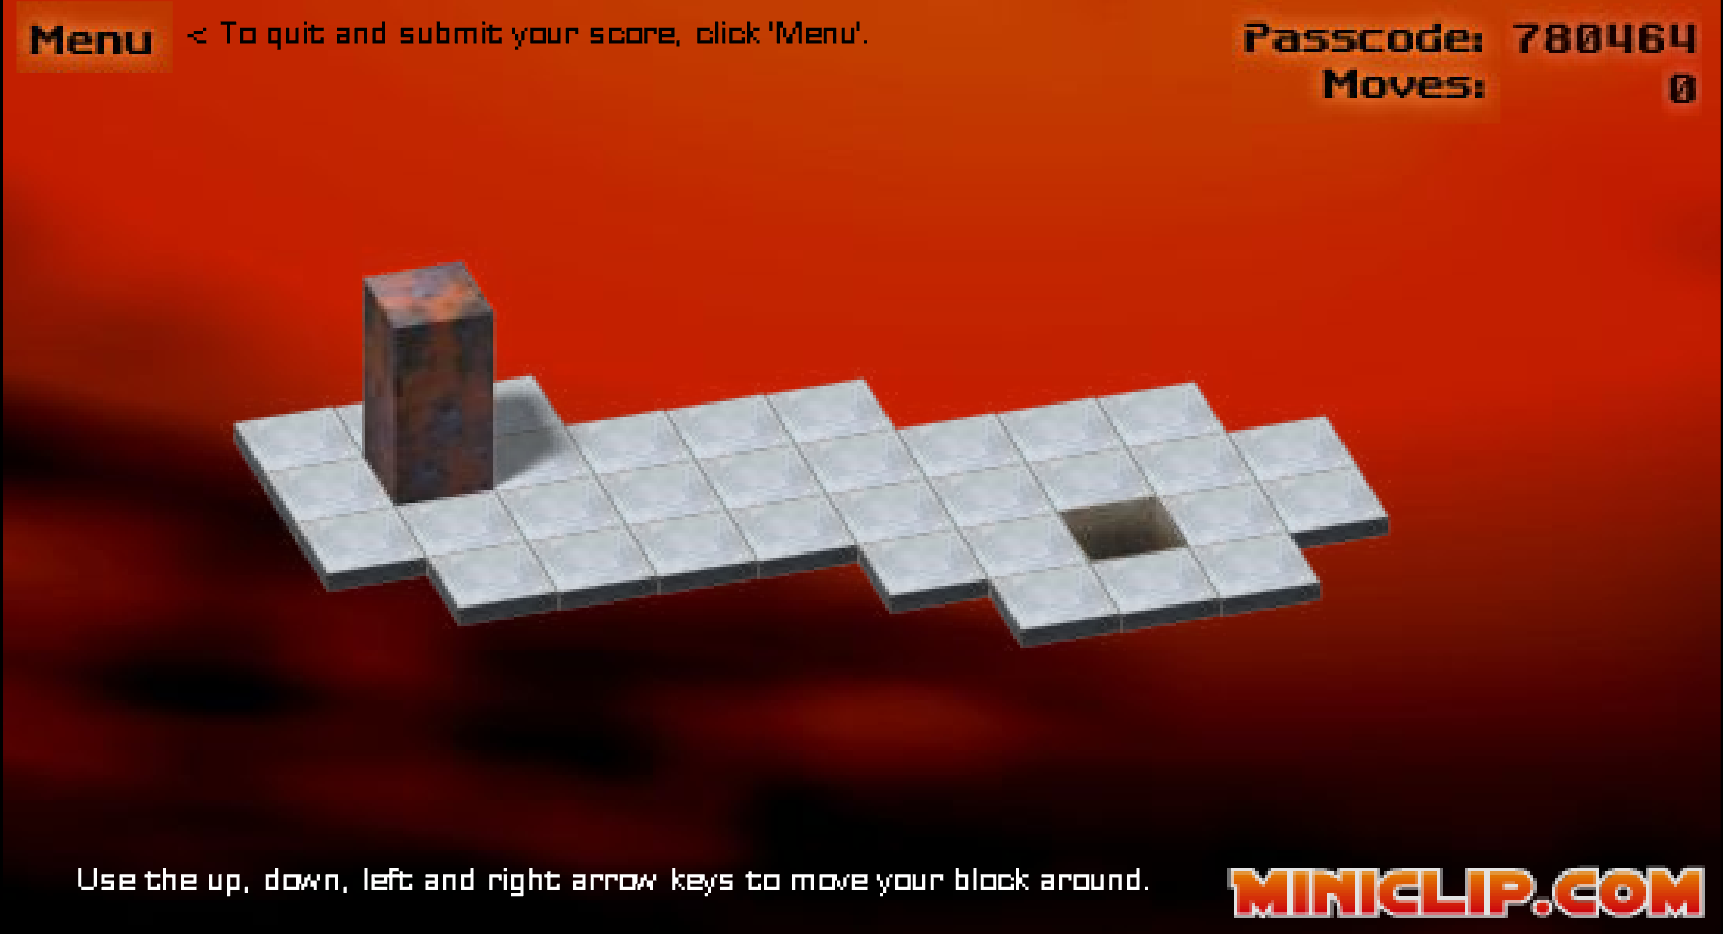 Menu
< To quit and submit your score, click 'Menu'.
Passcode: 780464
Moves: 0
Use the up, down, left and right arrow keys to move your block around.
MINICLIP.COM